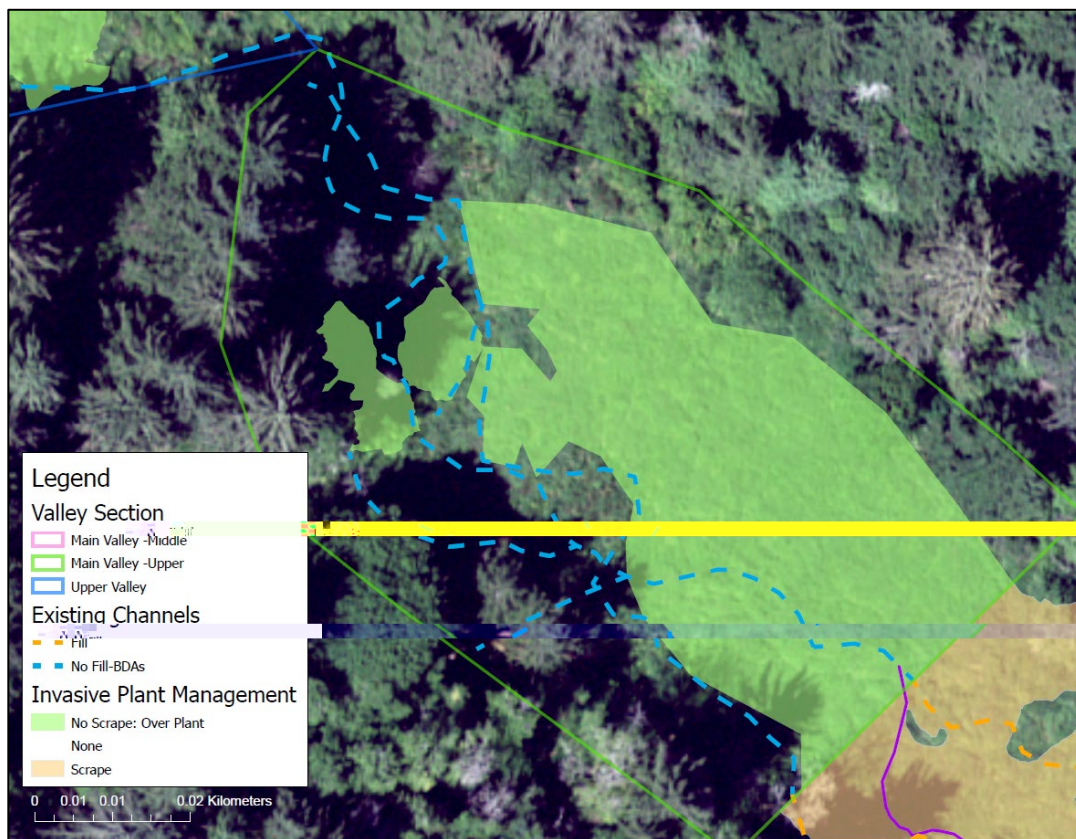 Legend
Valley Section
Main Valley -Middle
Main Valley -Upper
Upper Valley
Existing Channels
Fill
No Fill-BDAs
Invasive Plant Management
No Scrape: Over Plant
None
Scrape
0 0.01 0.01 0.02 Kilometers